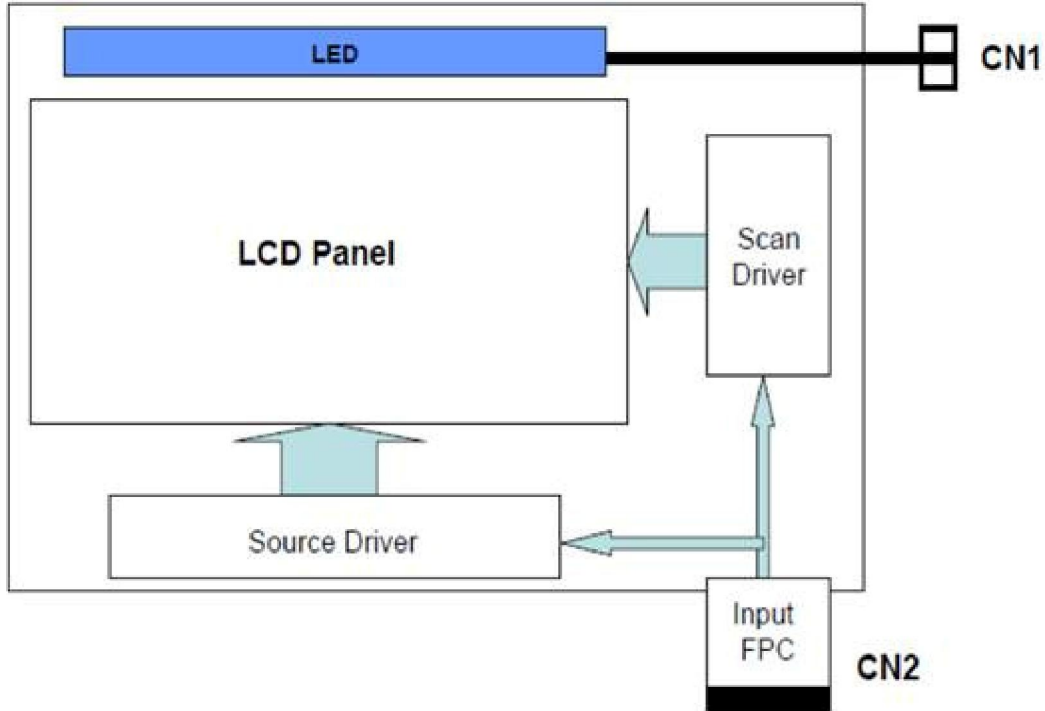 LED
CN1
LCD Panel
Scan
Driver
Source Driver
Input
FPC
CN2